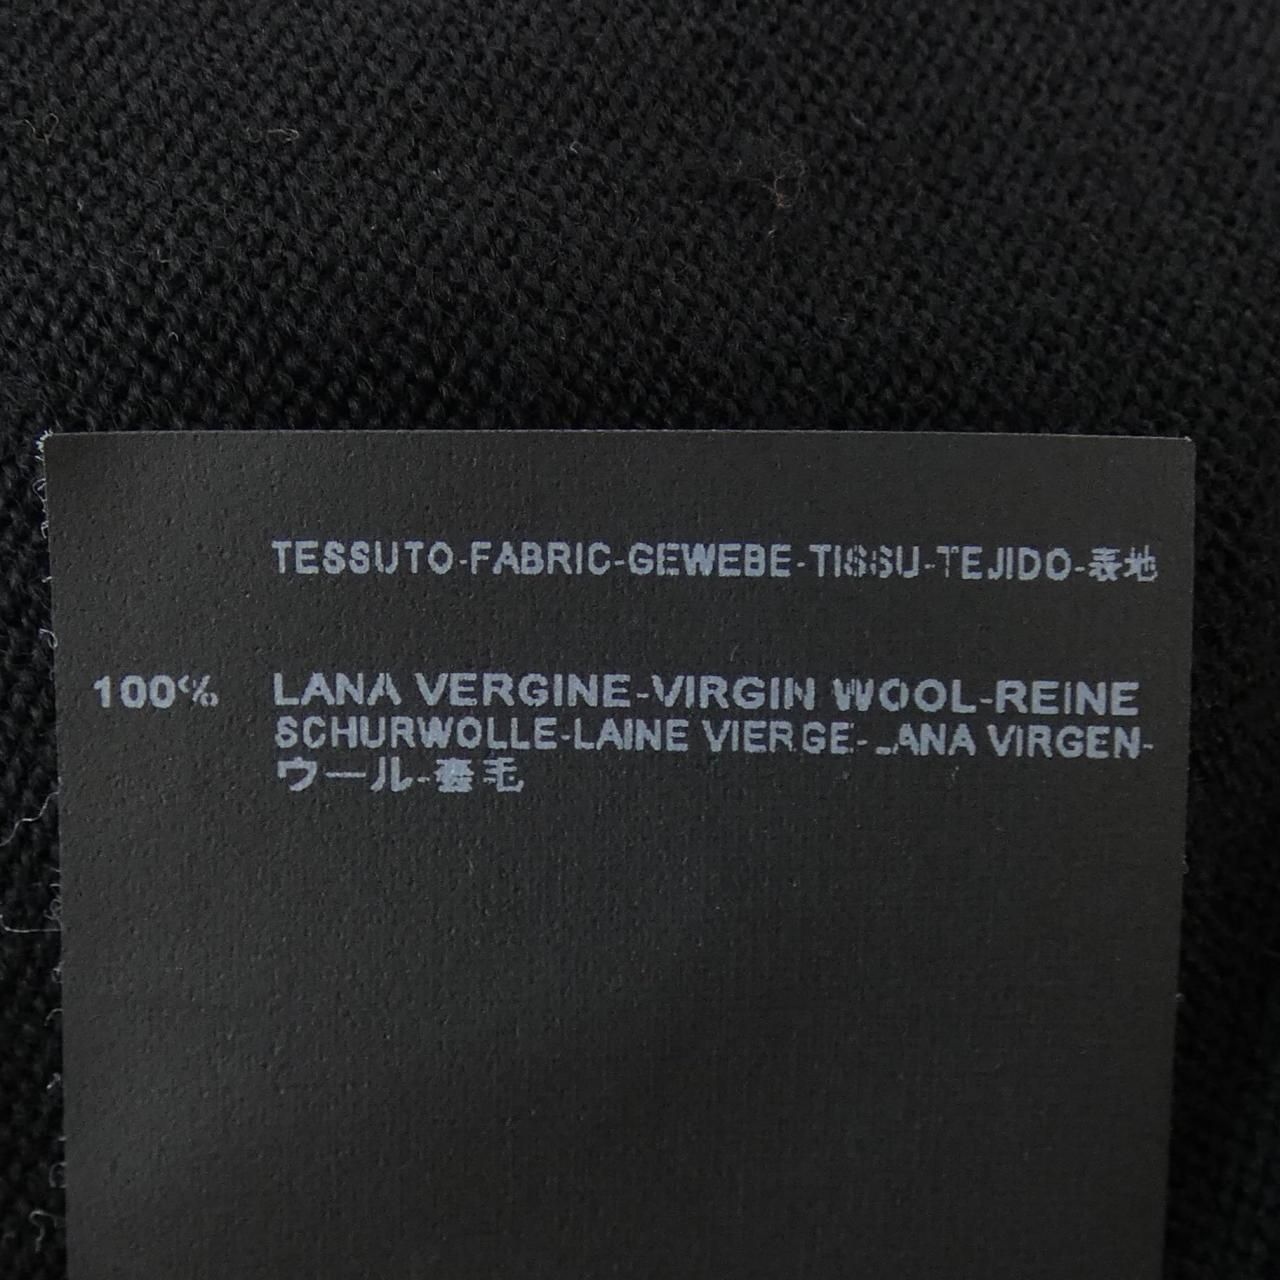 TESSUTO-FABRIC-GEWEBE-TISSU-TEJIDO-表地
100% LANA VERGINE-VIRGIN WOOL-REINE
SCHURWOLLE-LAINE VIERGE-LANA VIRGEN-
ウール-羊毛